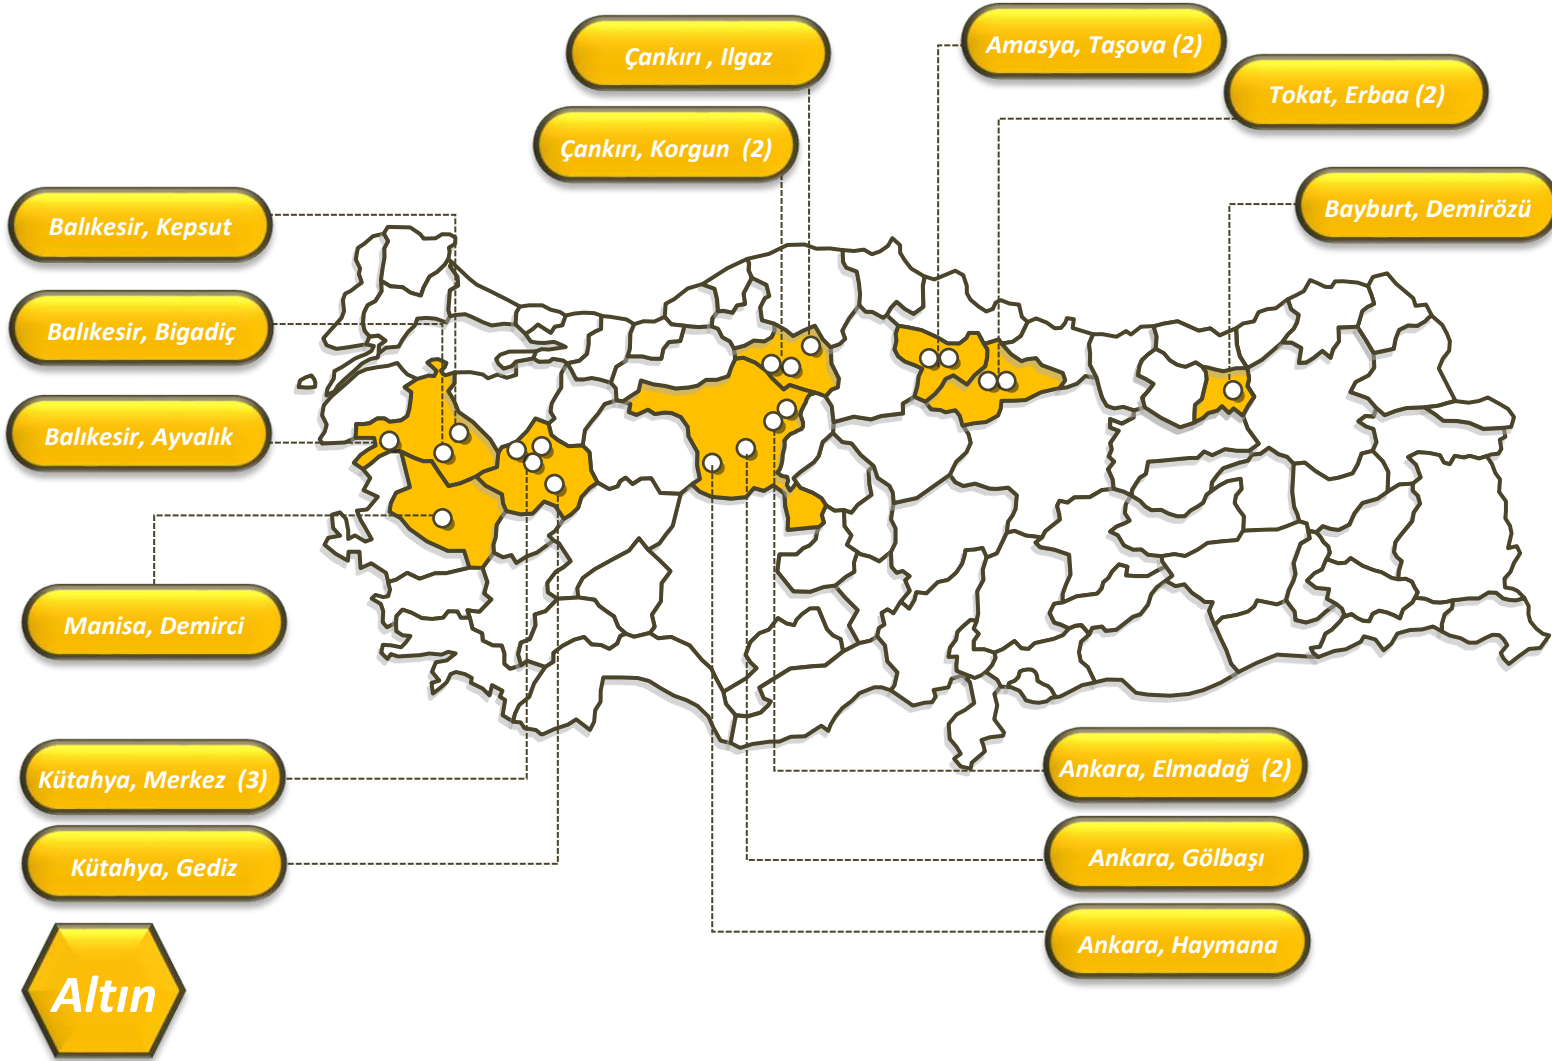 Çankırı , Ilgaz
Amasya, Taşova (2)
Tokat, Erbaa (2)
Çankırı, Korgun (2)
Bayburt, Demirözü
Balıkesir, Kepsut
Balıkesir, Bigadiç
Balıkesir, Ayvalık
Manisa, Demirci
Kütahya, Merkez (3)
Kütahya, Gediz
Ankara, Elmadağ (2)
Ankara, Gölbaşı
Ankara, Haymana
Altın